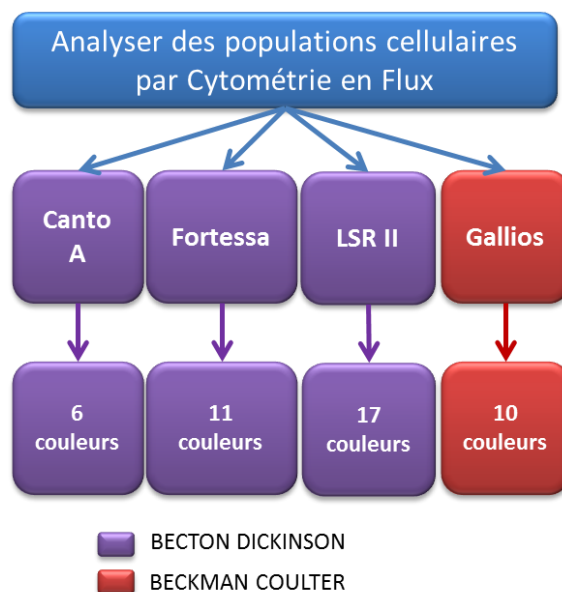 Analyser des populations cellulaires
par Cytométrie en Flux
Canto
A
Fortessa
LSR II
Gallios
6
couleurs
11
couleurs
17
couleurs
10
couleurs
BECTON DICKINSON
BECKMAN COULTER